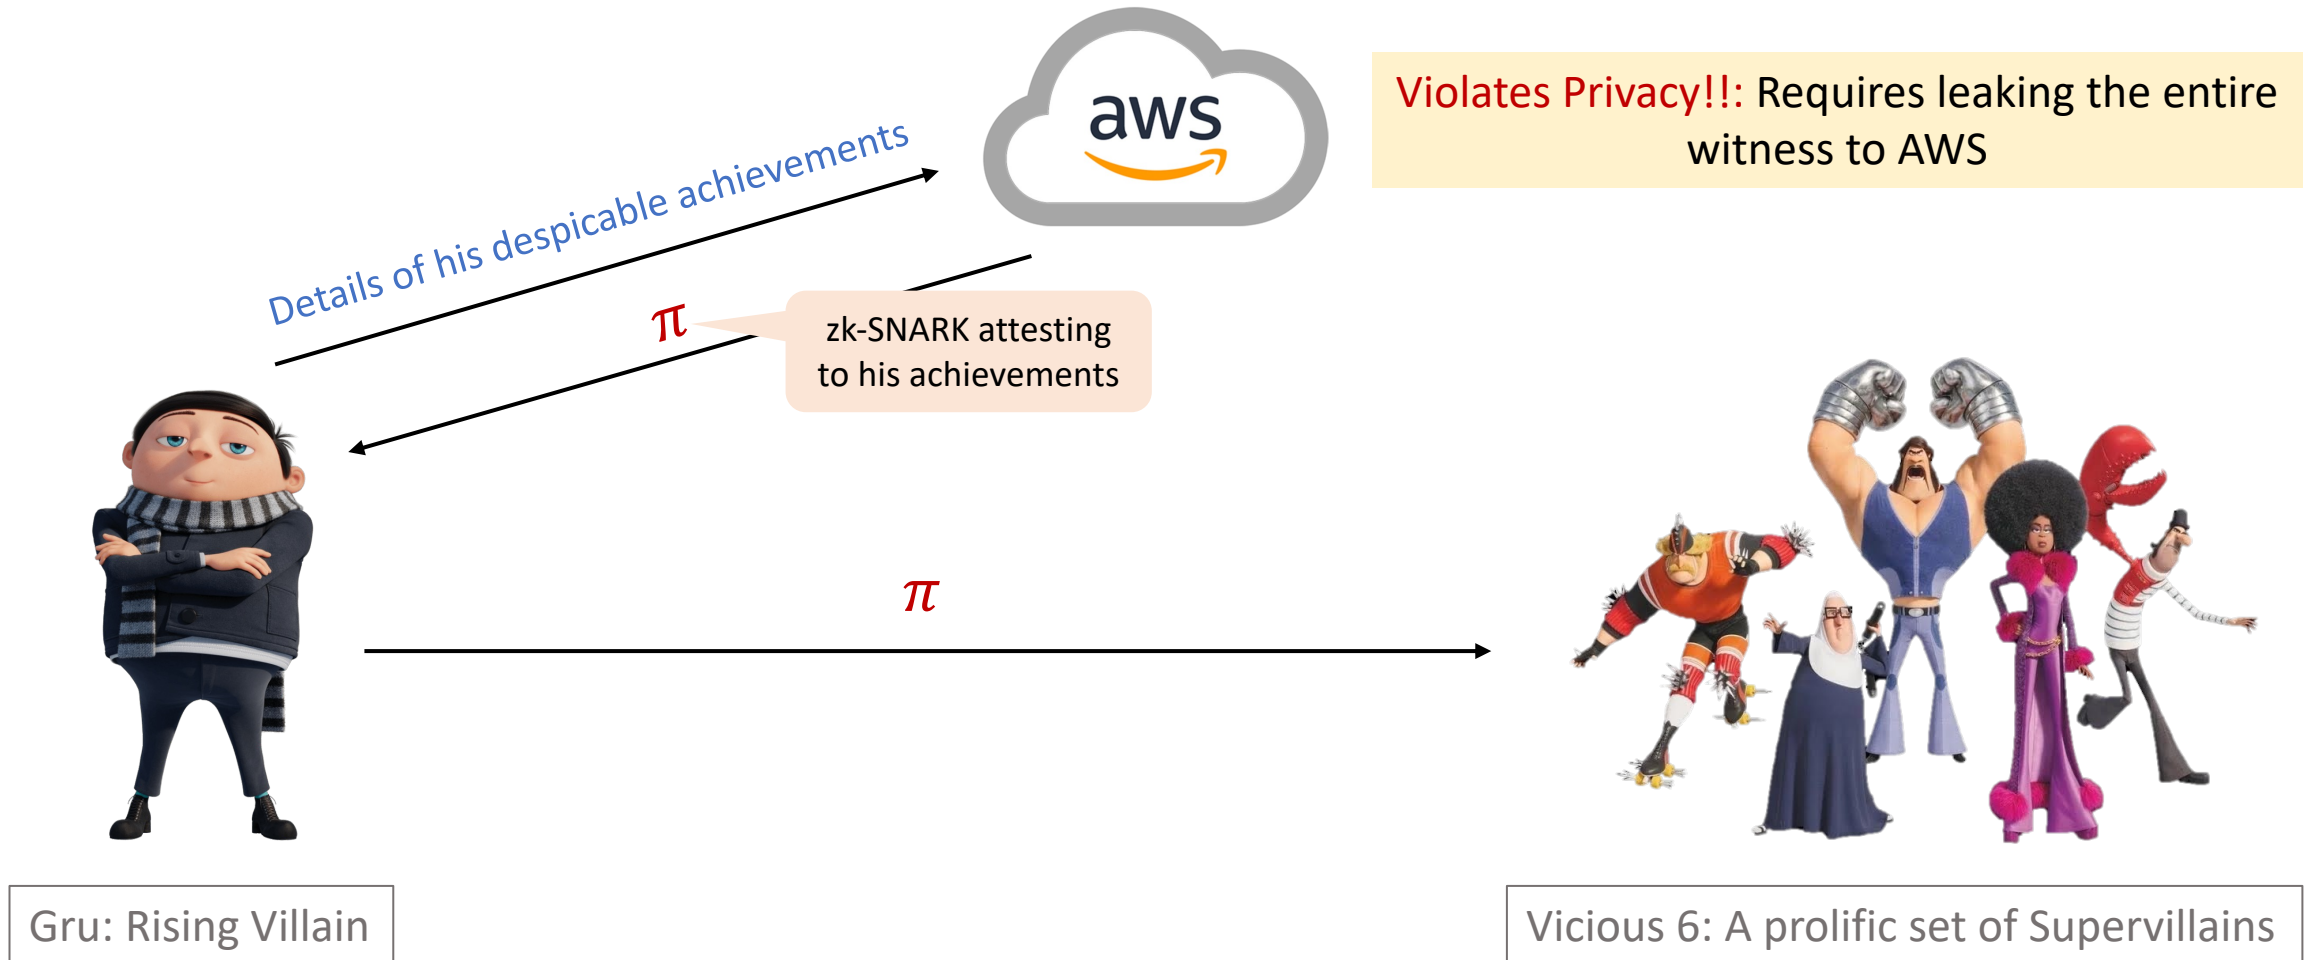 aws
Violates Privacy!!: Requires leaking the entire
witness to AWS
Details of his despicable achievements
π
zk-SNARK attesting
to his achievements
π
Gru: Rising Villain
Vicious 6: A prolific set of Supervillains